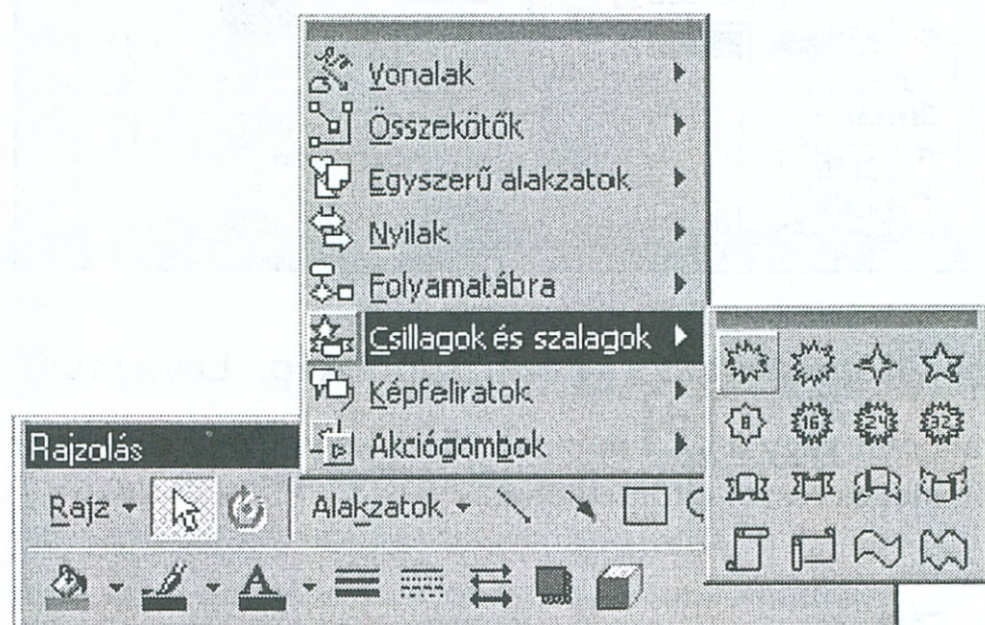 Vonalak
Összekötők
Egyszerű alakzatok
Nyilak
Folyamatábra
Csillagok és szalagok
Képfeliratok
Akciógombok
8 16 24 32
Rajzolás
Rajz
Alakzatok
A